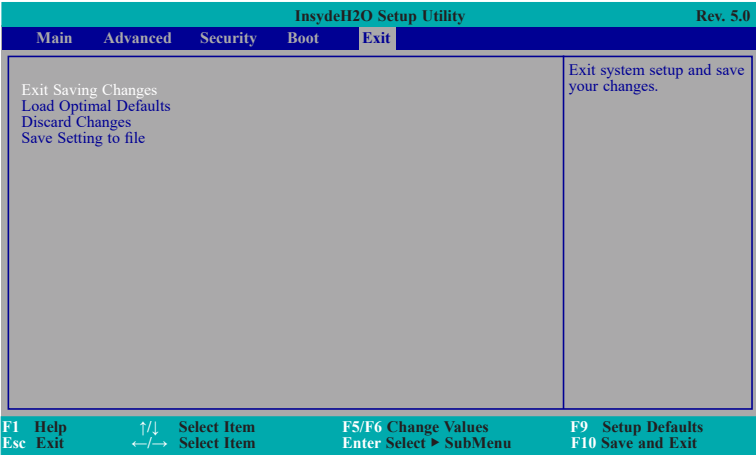 InsydeH2O Setup Utility Rev. 5.0
Main Advanced Security Boot Exit
Exit Saving Changes
Load Optimal Defaults
Discard Changes
Save Setting to file
Exit system setup and save
your changes.
F1 Help ↑/↓ Select Item F5/F6 Change Values F9 Setup Defaults
Esc Exit ←/→ Select Item Enter Select ▶ SubMenu F10 Save and Exit